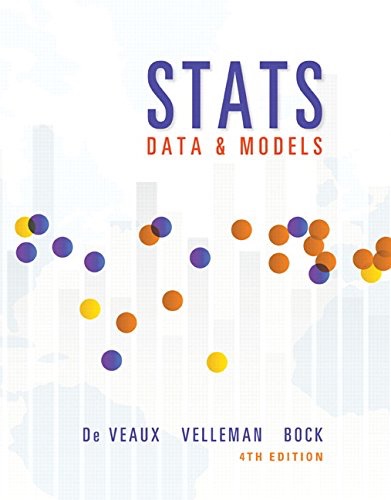 STATS
DATA & MODELS
De VEAUX VELLEMAN BOCK
4TH EDITION